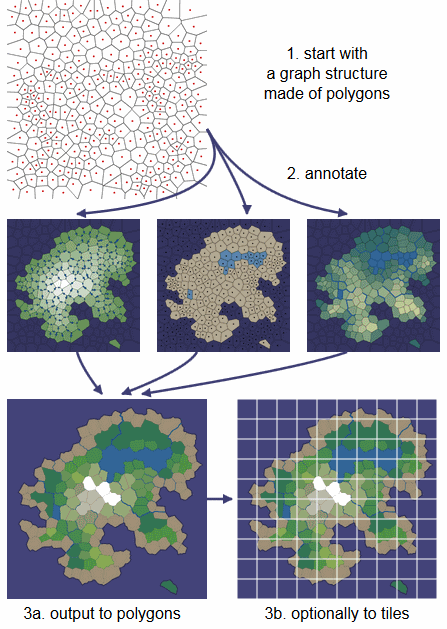 1. start with
a graph structure
made of polygons
2. annotate
3a. output to polygons
3b. optionally to tiles